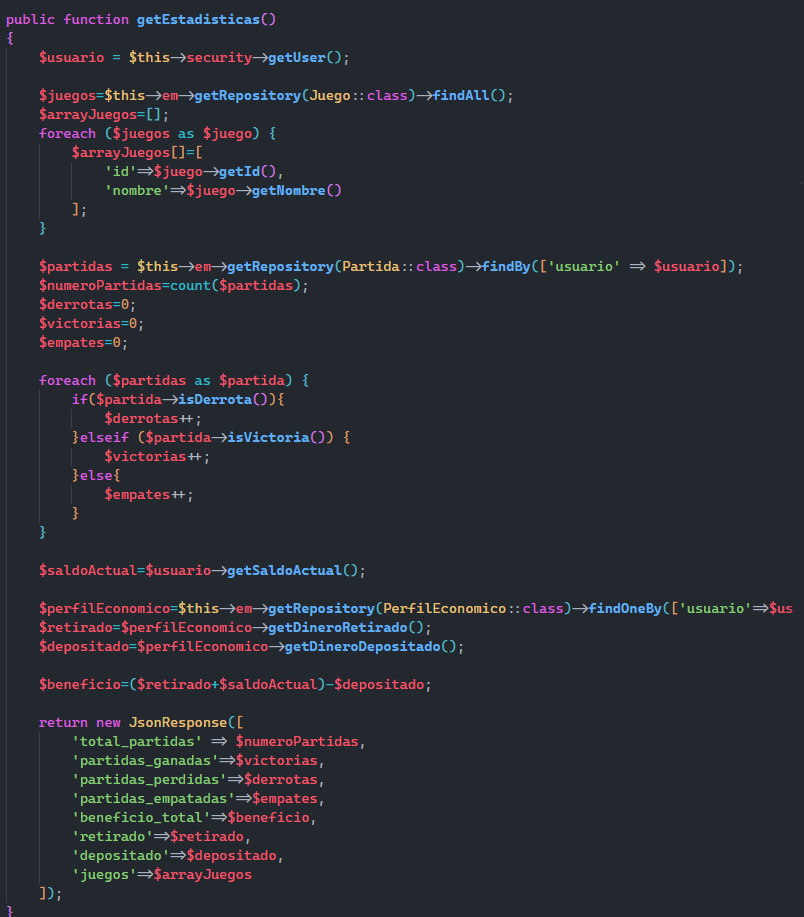 public function getEstadisticas()
{
    $usuario = $this->security->getUser();

    $juegos=$this->em->getRepository(Juego::class)->findAll();
    $arrayJuegos=[];
    foreach ($juegos as $juego) {
        $arrayJuegos[]=[
            'id'=>$juego->getId(),
            'nombre'=>$juego->getNombre()
        ];
    }

    $partidas = $this->em->getRepository(Partida::class)->findBy(['usuario' => $usuario]);
    $numeroPartidas=count($partidas);
    $derrotas=0;
    $victorias=0;
    $empates=0;

    foreach ($partidas as $partida) {
        if($partida->isDerrota()){
            $derrotas++;
        }elseif ($partida->isVictoria()) {
            $victorias++;
        }else{
            $empates++;
        }
    }

    $saldoActual=$usuario->getSaldoActual();

    $perfilEconomico=$this->em->getRepository(PerfilEconomico::class)->findOneBy(['usuario'=>$us
    $retirado=$perfilEconomico->getDineroRetirado();
    $depositado=$perfilEconomico->getDineroDepositado();

    $beneficio=($retirado+$saldoActual)-$depositado;

    return new JsonResponse([
        'total_partidas' => $numeroPartidas,
        'partidas_ganadas'=>$victorias,
        'partidas_perdidas'=>$derrotas,
        'partidas_empatadas'=>$empates,
        'beneficio_total'=>$beneficio,
        'retirado'=>$retirado,
        'depositado'=>$depositado,
        'juegos'=>$arrayJuegos
    ]);
}